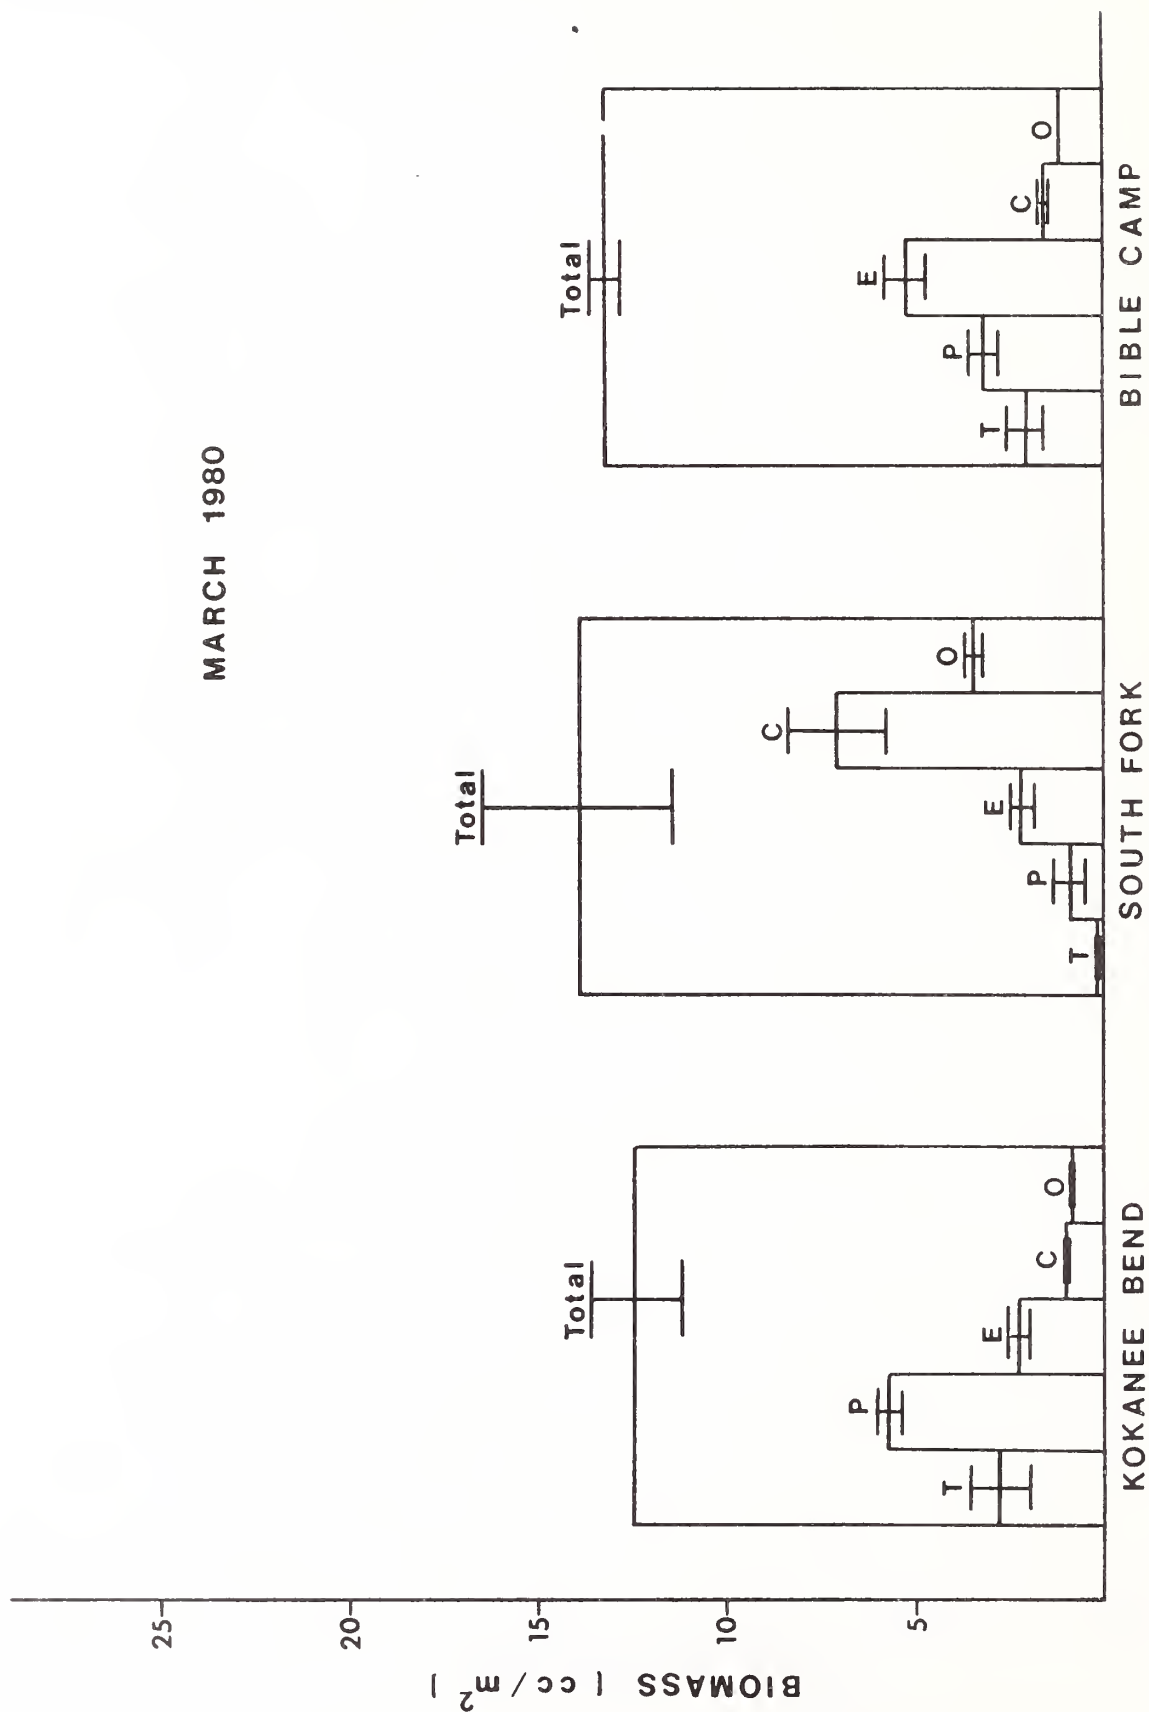 MARCH 1980
BIOMASS ( cc/m² )
25
20
15
10
5
Total
T
P
E
C
O
KOKANEE BEND
Total
T
P
E
C
O
SOUTH FORK
Total
T
P
E
C
O
BIBLE CAMP